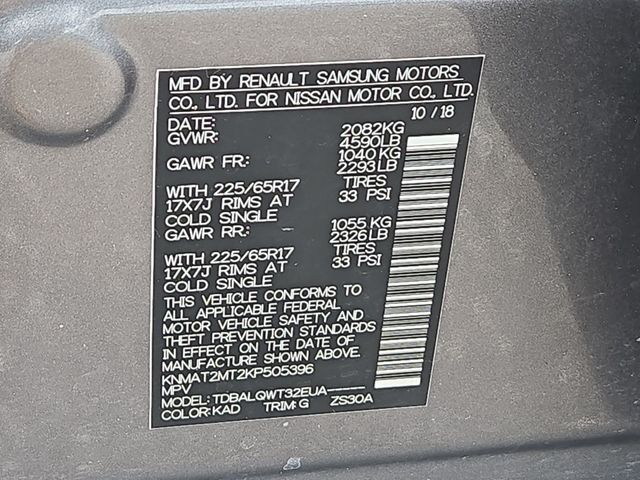 MFD BY RENAULT SAMSUNG MOTORS
CO., LTD. FOR NISSAN MOTOR CO., LTD.
DATE: 10 / 18
GVWR: 2082KG
4590LB
GAWR FR: 1040 KG
2293LB
WITH 225/65R17 TIRES
17X7J RIMS AT 33 PSI
COLD SINGLE
GAWR RR: 1055 KG
2326LB
WITH 225/65R17 TIRES
17X7J RIMS AT 33 PSI
COLD SINGLE
THIS VEHICLE CONFORMS TO
ALL APPLICABLE FEDERAL
MOTOR VEHICLE SAFETY AND
THEFT PREVENTION STANDARDS
IN EFFECT ON THE DATE OF
MANUFACTURE SHOWN ABOVE.
KNMAT2MT2KP505396
MPV
MODEL: TDBALQWT32EUA-------
COLOR: KAD TRIM: G ZS30A